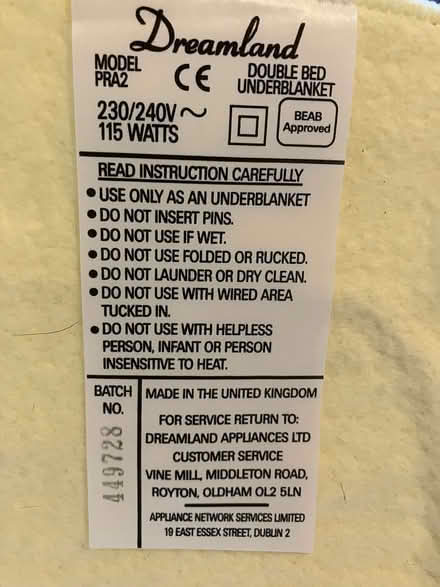 Dreamland
MODEL
PRA2
CE
DOUBLE BED
UNDERBLANKET
230/240V ~
115 WATTS
BEAB
Approved
READ INSTRUCTION CAREFULLY
• USE ONLY AS AN UNDERBLANKET
• DO NOT INSERT PINS.
• DO NOT USE IF WET.
• DO NOT USE FOLDED OR RUCKED.
• DO NOT LAUNDER OR DRY CLEAN.
• DO NOT USE WITH WIRED AREA
TUCKED IN.
• DO NOT USE WITH HELPLESS
PERSON, INFANT OR PERSON
INSENSITIVE TO HEAT.
BATCH
NO.
449728
MADE IN THE UNITED KINGDOM
FOR SERVICE RETURN TO:
DREAMLAND APPLIANCES LTD
CUSTOMER SERVICE
VINE MILL, MIDDLETON ROAD,
ROYTON, OLDHAM OL2 5LN
APPLIANCE NETWORK SERVICES LIMITED
19 EAST ESSEX STREET, DUBLIN 2